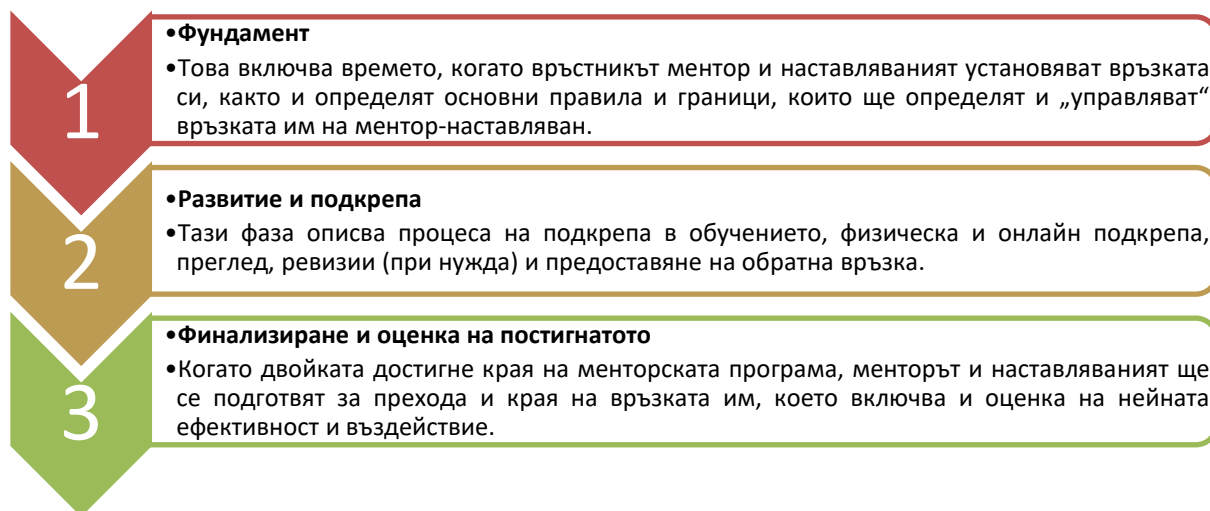 1
•Фундамент
•Това включва времето, когато връстникът ментор и наставляваният установяват връзката
си, както и определят основни правила и граници, които ще определят и „управляват“
връзката им на ментор-наставляван.
2
•Развитие и подкрепа
•Тази фаза описва процеса на подкрепа в обучението, физическа и онлайн подкрепа,
преглед, ревизии (при нужда) и предоставяне на обратна връзка.
3
•Финализиране и оценка на постигнатото
•Когато двойката достигне края на менторската програма, менторът и наставляваният ще
се подготвят за прехода и края на връзката им, което включва и оценка на нейната
ефективност и въздействие.